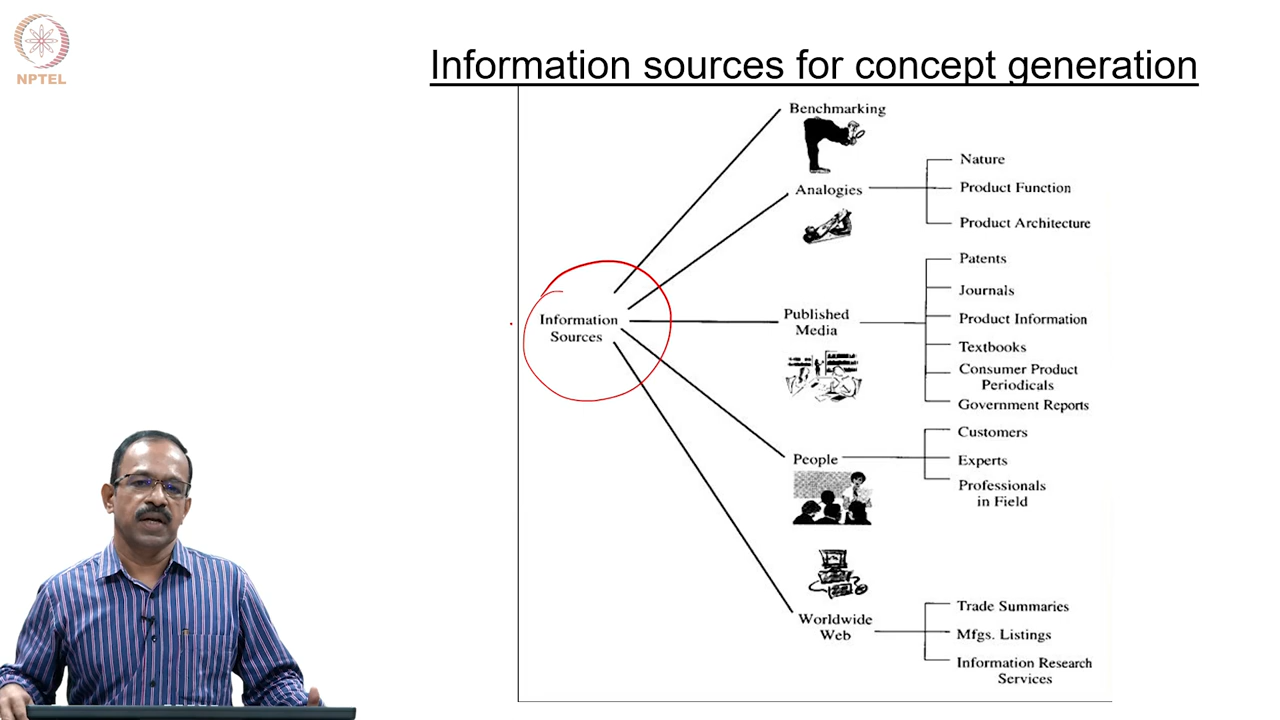 NPTEL
Information sources for concept generation
Benchmarking
Analogies
Nature
Product Function
Product Architecture
Information
Sources
Published
Media
Patents
Journals
Product Information
Textbooks
Consumer Product
Periodicals
Government Reports
People
Customers
Experts
Professionals
in Field
Worldwide
Web
Trade Summaries
Mfgs. Listings
Information Research
Services